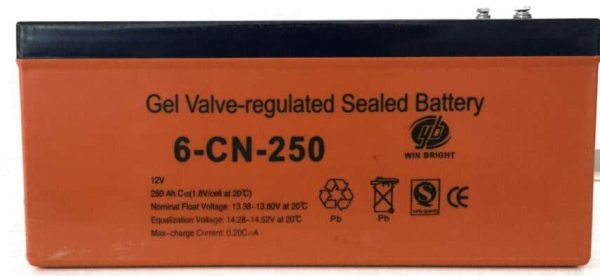 Gel Valve-regulated Sealed Battery
6-CN-250
WIN BRIGHT
12V
250 Ah C₁₀(1.8V/cell at 20℃)
Nominal Float Voltage: 13.38~13.80V at 20℃
Equalization Voltage: 14.28~14.52V at 20℃
Max-charge Current: 0.20C₁₀A
Pb
Pb
CE